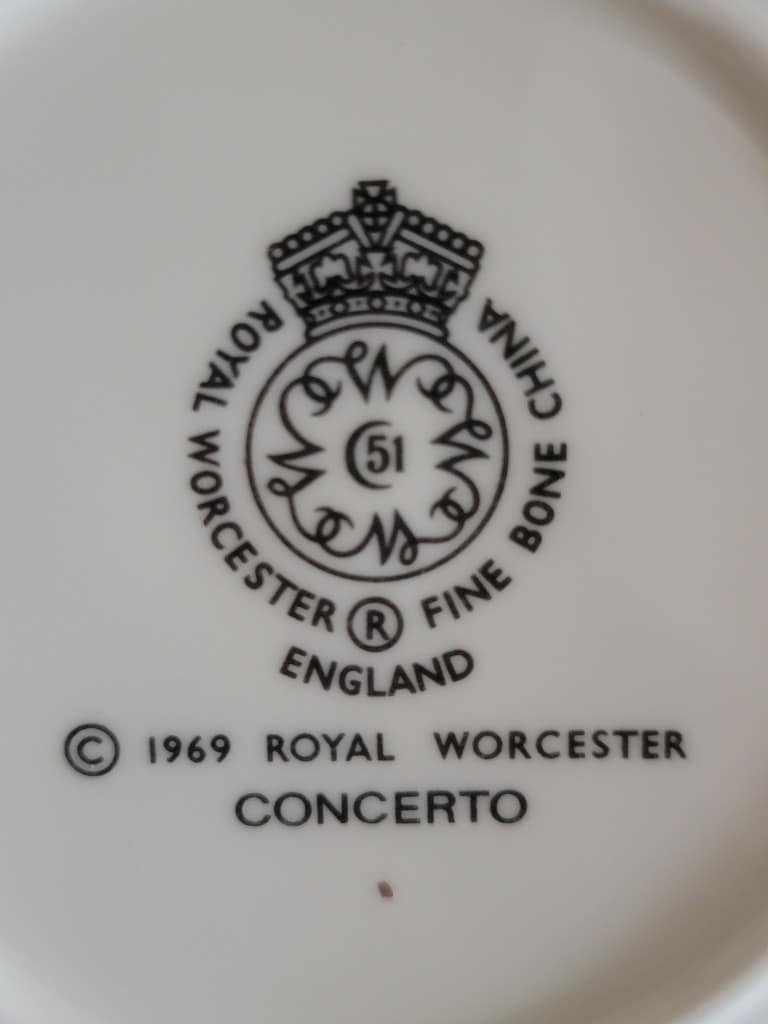 ROYAL WORCESTER ® FINE BONE CHINA
51
ENGLAND
© 1969 ROYAL WORCESTER
CONCERTO